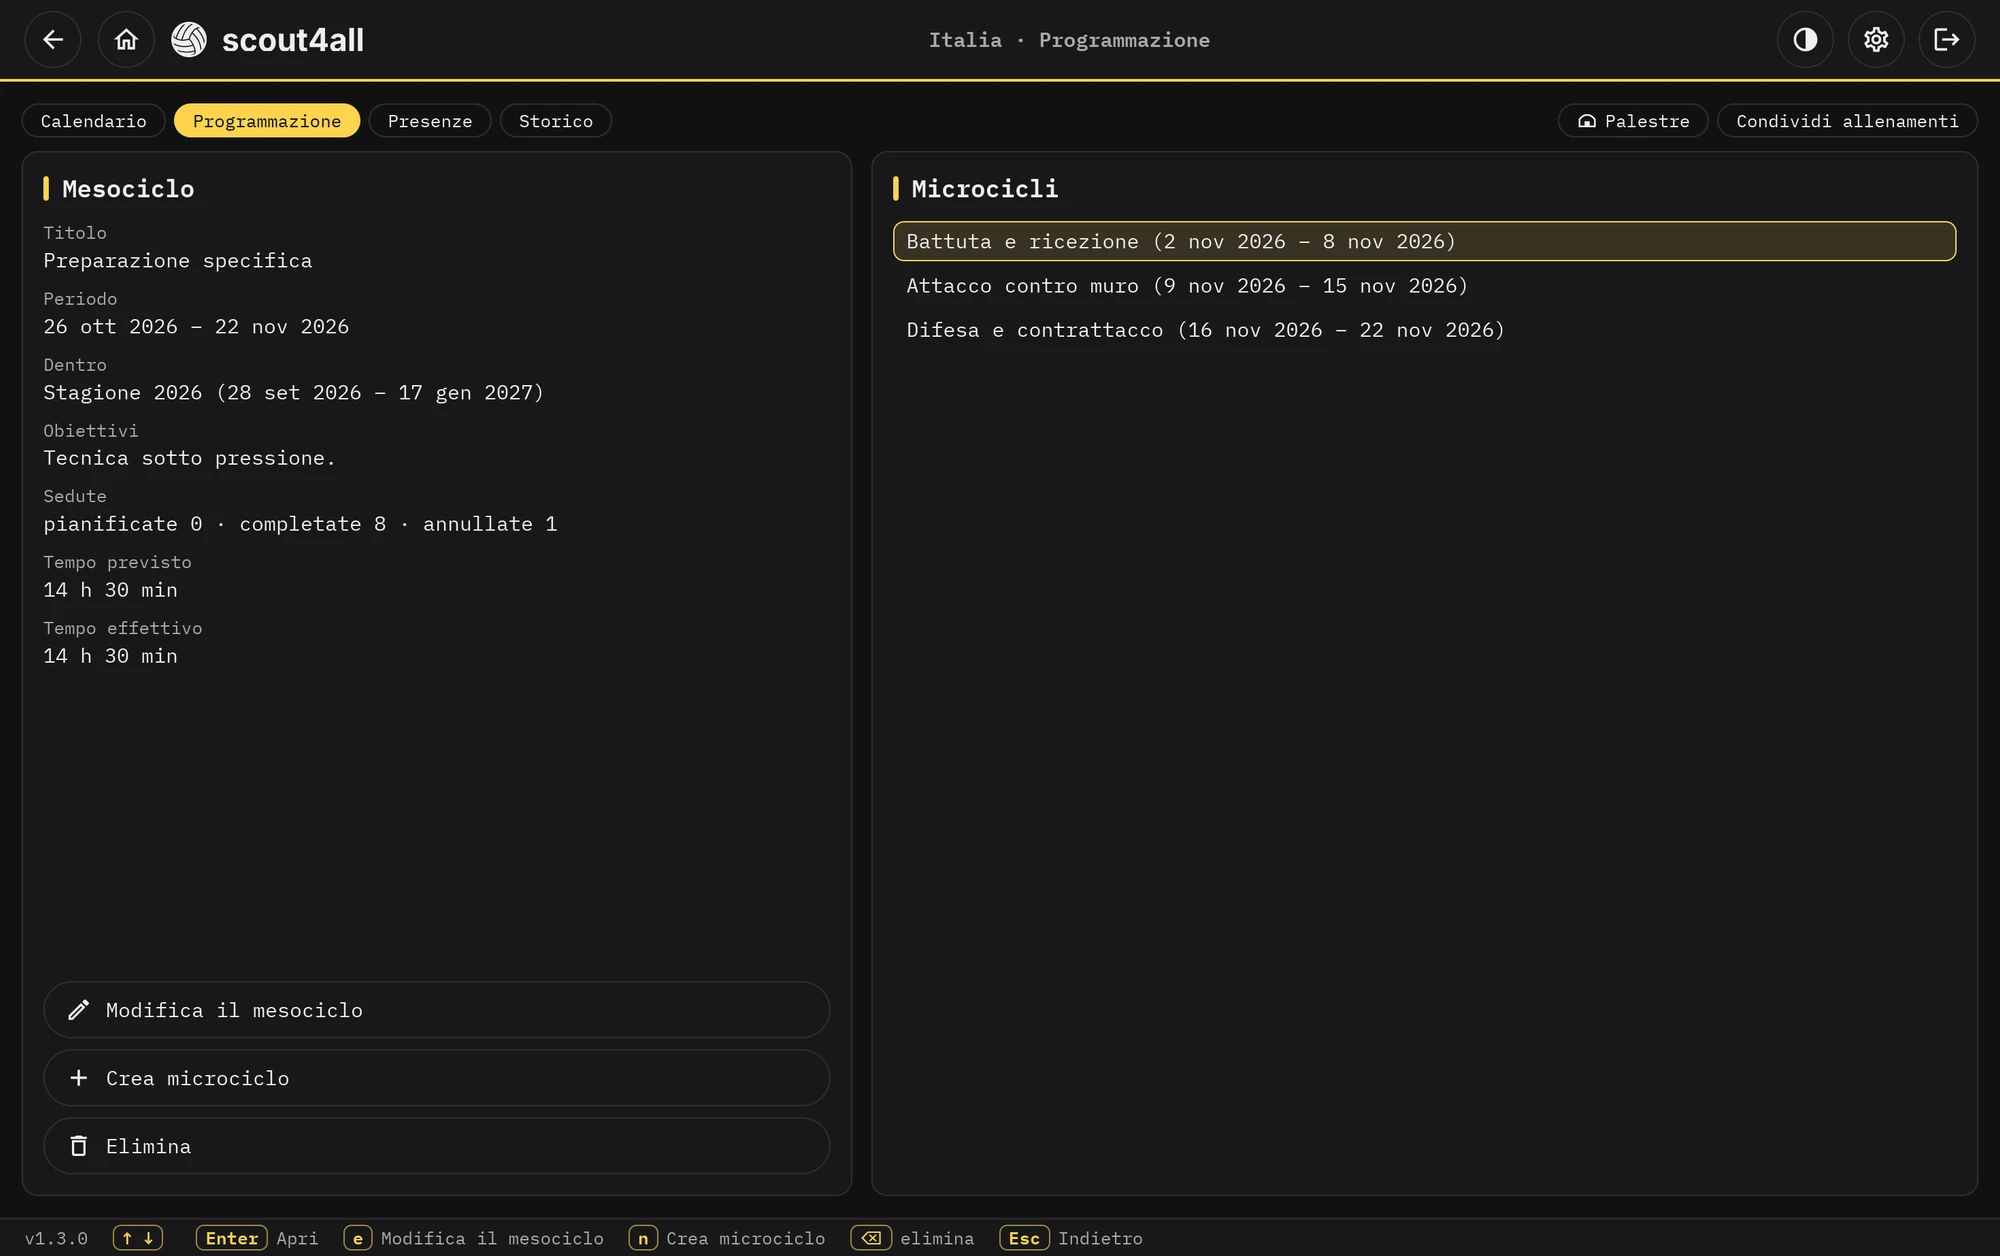 scout4all
Italia · Programmazione
Calendario
Programmazione
Presenze
Storico
Palestre
Condividi allenamenti
Mesociclo
Titolo
Preparazione specifica
Periodo
26 ott 2026 – 22 nov 2026
Dentro
Stagione 2026 (28 set 2026 – 17 gen 2027)
Obiettivi
Tecnica sotto pressione.
Sedute
pianificate 0 · completate 8 · annullate 1
Tempo previsto
14 h 30 min
Tempo effettivo
14 h 30 min
Modifica il mesociclo
Crea microciclo
Elimina
Microcicli
Battuta e ricezione (2 nov 2026 – 8 nov 2026)
Attacco contro muro (9 nov 2026 – 15 nov 2026)
Difesa e contrattacco (16 nov 2026 – 22 nov 2026)
v1.3.0 ↑ ↓ Enter Apri e Modifica il mesociclo n Crea microciclo ⌫ elimina Esc Indietro